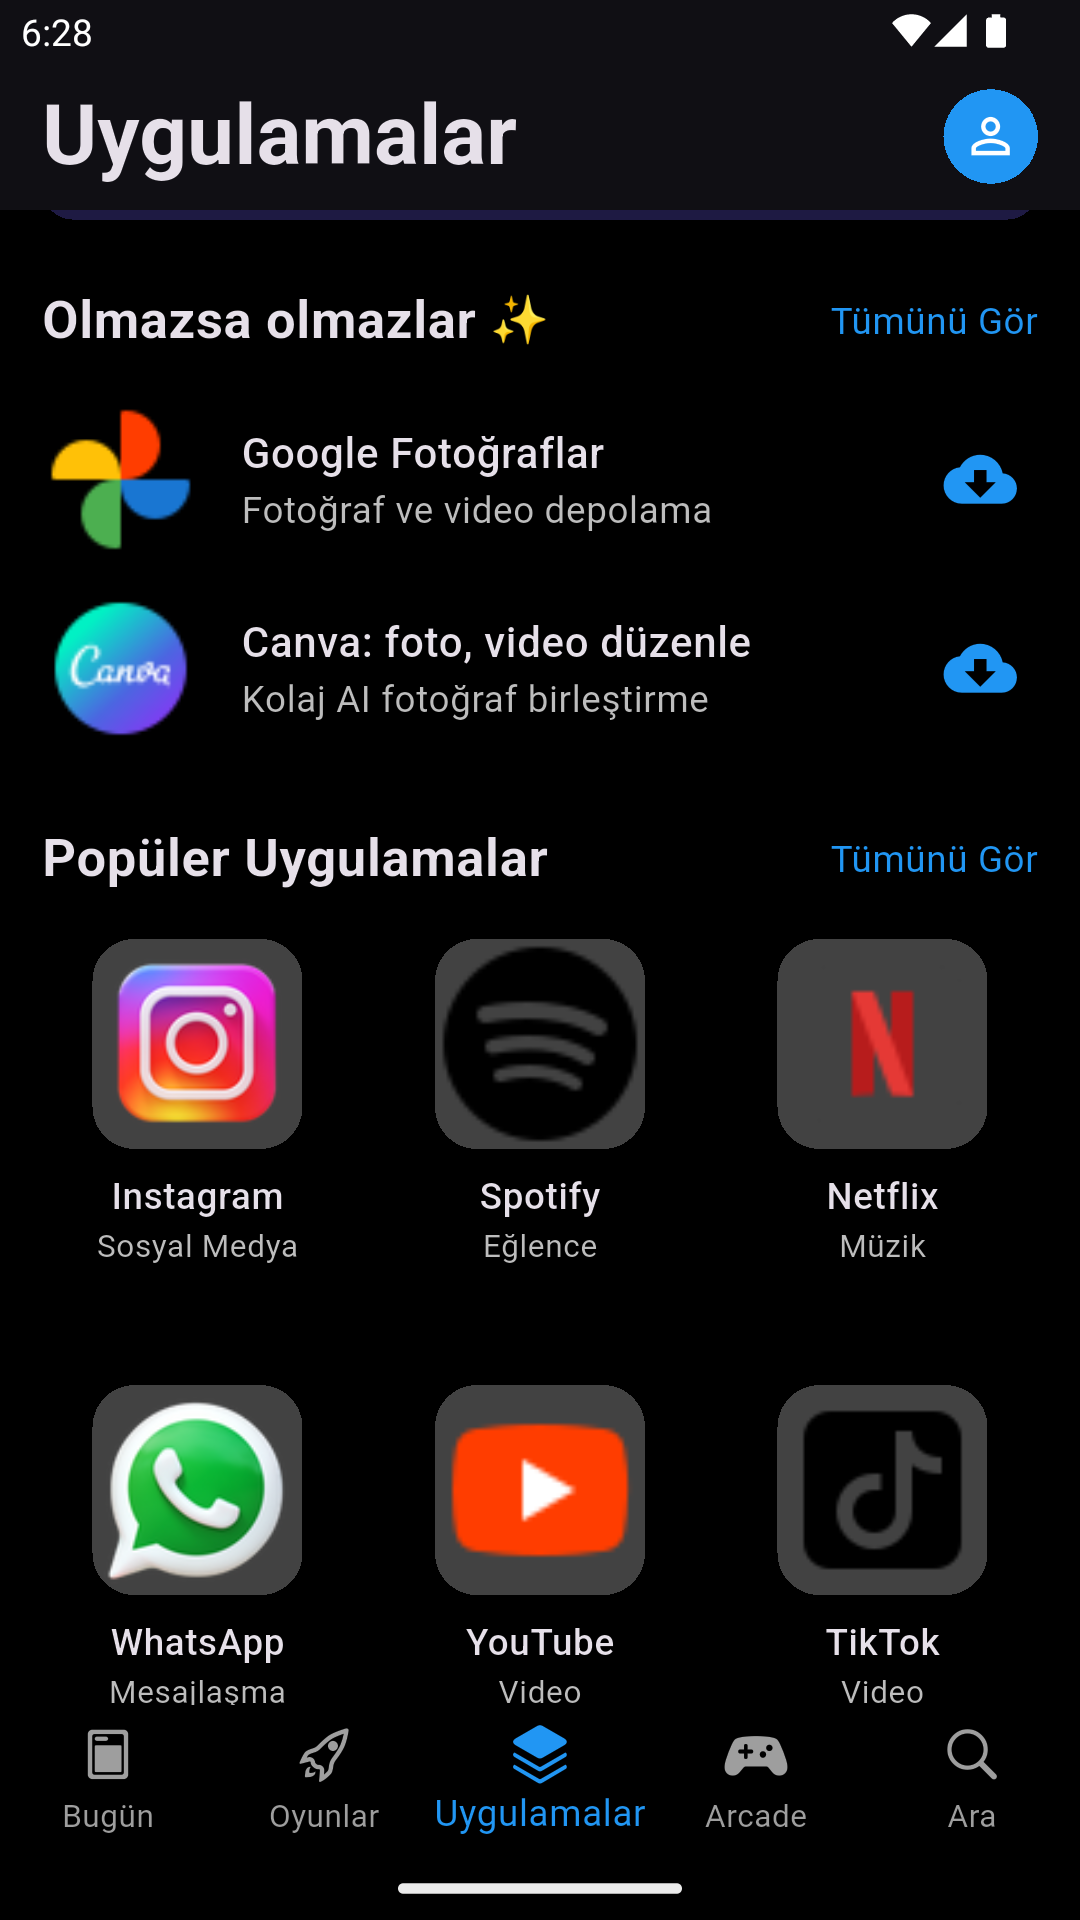 6:28
Uygulamalar
Olmazsa olmazlar ✨
Tümünü Gör
Google Fotoğraflar
Fotoğraf ve video depolama
Canva
Canva: foto, video düzenle
Kolaj AI fotoğraf birleştirme
Popüler Uygulamalar
Tümünü Gör
N
Instagram
Spotify
Netflix
Sosyal Medya
Eğlence
Müzik
WhatsApp
YouTube
TikTok
Mesajlaşma
Video
Video
Bugün
Oyunlar
Uygulamalar
Arcade
Ara